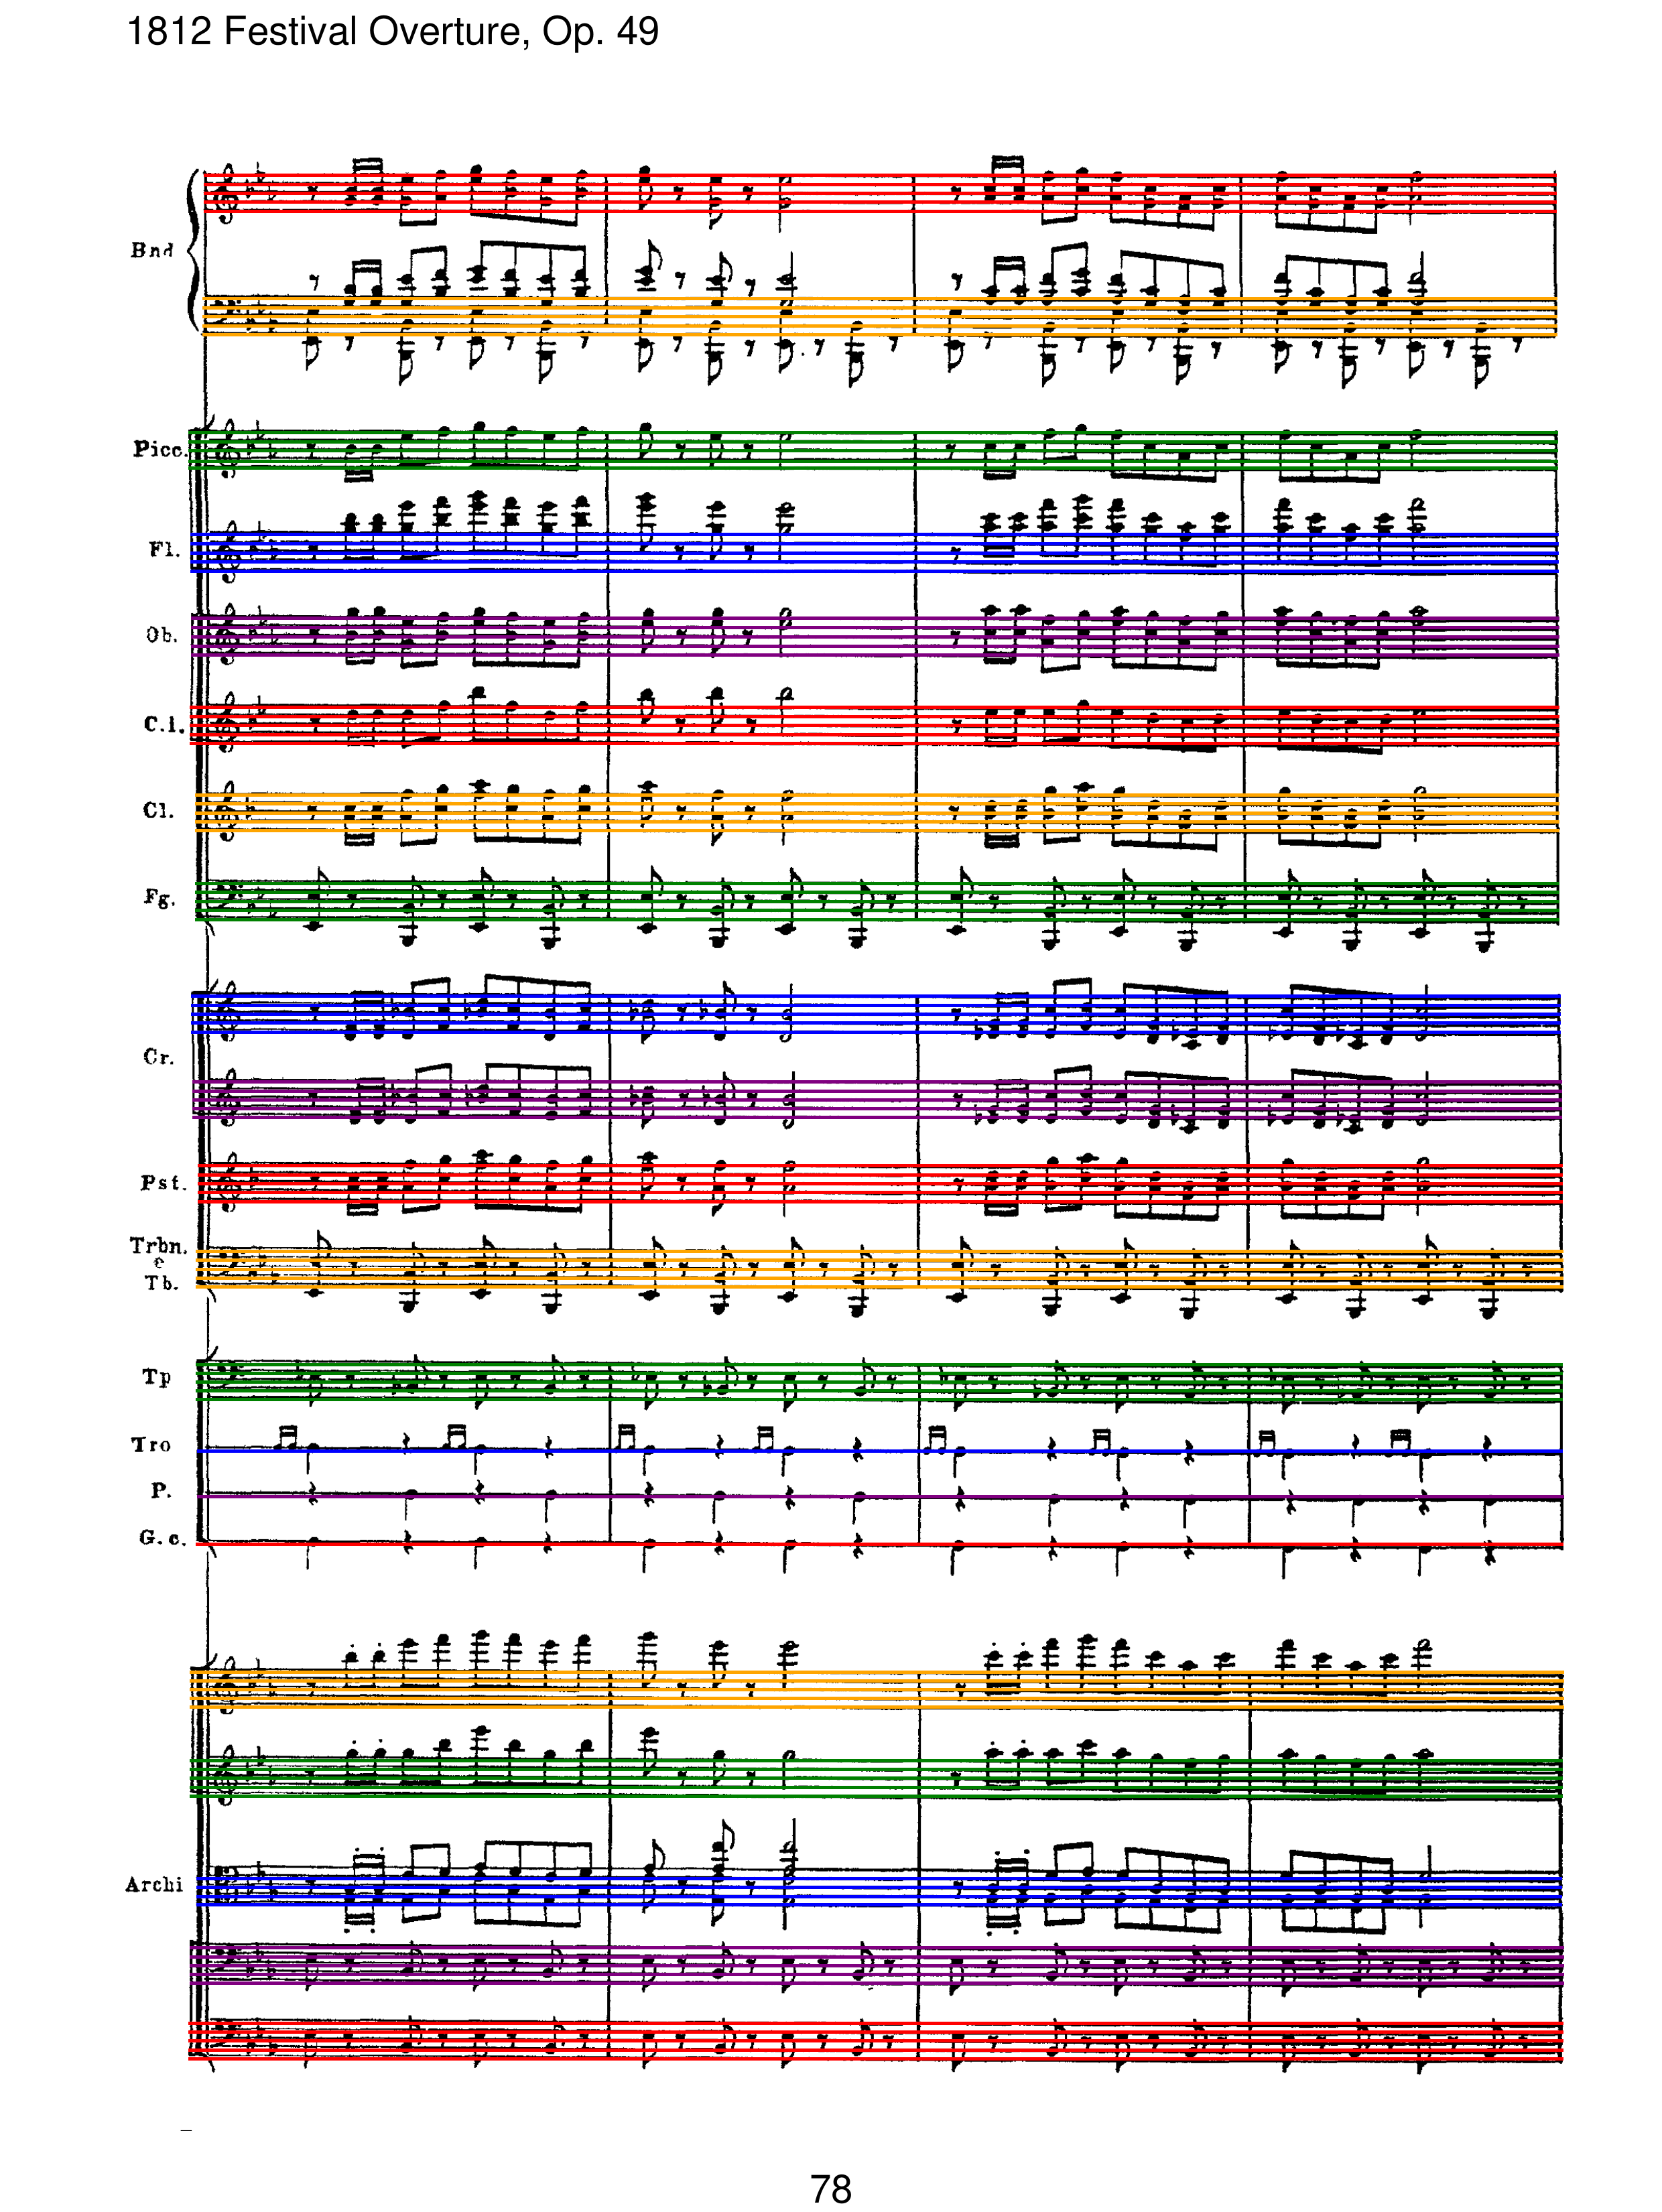 1812 Festival Overture, Op. 49
Bnd
Picc.
Fl.
Ob.
C.i.
Cl.
Fg.
Cr.
Pst.
Trbn.
e
Tb.
Tp
Tro
P.
G.c.
Archi
78